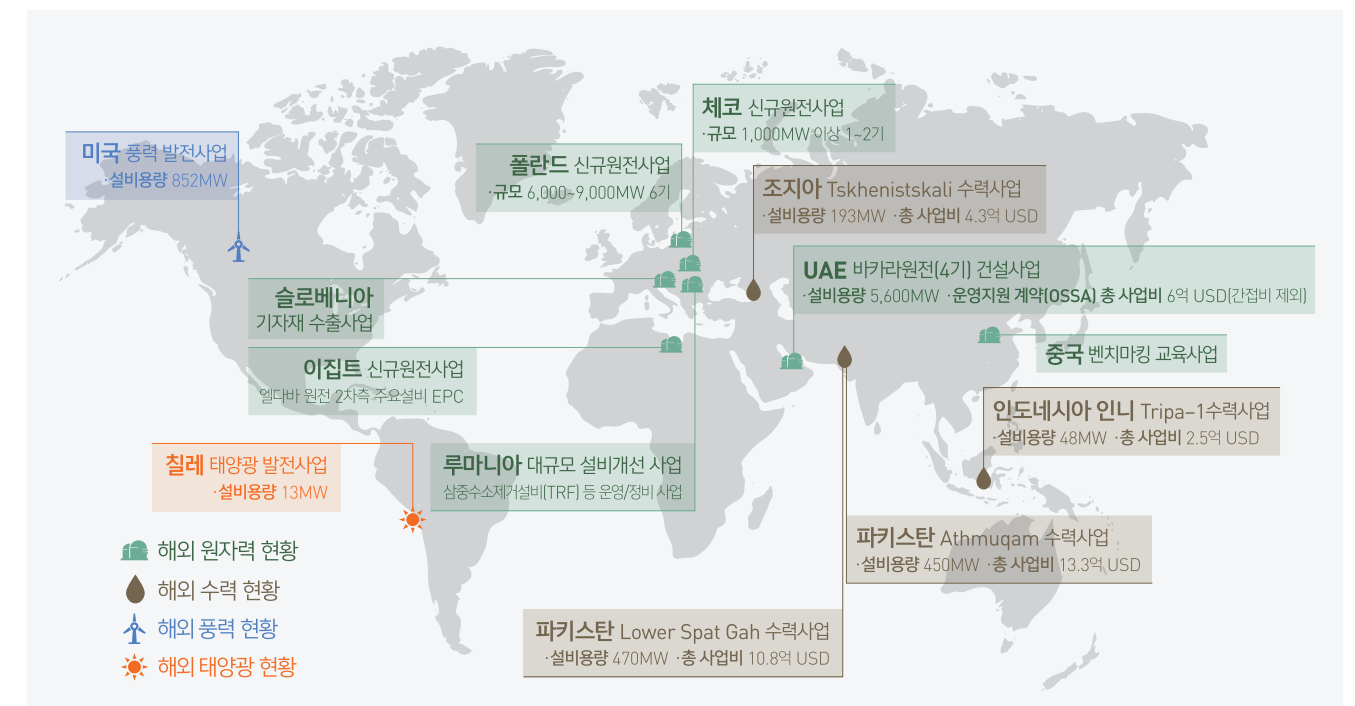 체코 신규원전사업
·규모 1,000MW 이상 1~2기
미국 풍력 발전사업
·설비용량 852MW
폴란드 신규원전사업
·규모 6,000~9,000MW 6기
조지아 Tskhenistskali 수력사업
·설비용량 193MW ·총 사업비 4.3억 USD
UAE 바카라원전(4기) 건설사업
·설비용량 5,600MW ·운영지원 계약(OSSA) 총 사업비 6억 USD(간접비 제외)
슬로베니아
기자재 수출사업
중국 벤치마킹 교육사업
이집트 신규원전사업
엘다바 원전 2차측 주요설비 EPC
인도네시아 인니 Tripa-1수력사업
·설비용량 48MW ·총 사업비 2.5억 USD
칠레 태양광 발전사업
·설비용량 13MW
루마니아 대규모 설비개선 사업
삼중수소제거설비(TRF) 등 운영/정비 사업
파키스탄 Athmuqam 수력사업
·설비용량 450MW ·총 사업비 13.3억 USD
파키스탄 Lower Spat Gah 수력사업
·설비용량 470MW ·총 사업비 10.8억 USD
해외 원자력 현황
해외 수력 현황
해외 풍력 현황
해외 태양광 현황